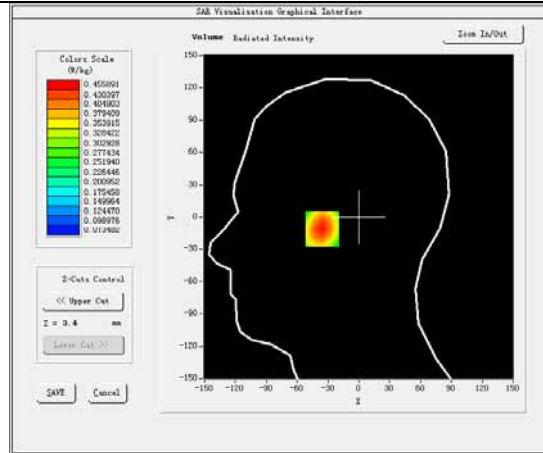 SAR Visualisation Graphical Interface
Volume Radiated Intensity
Zoom In/Out
Colors Scale
(W/kg)
0.455891
0.430397
0.404903
0.379409
0.353915
0.328422
0.302928
0.277434
0.251940
0.226446
0.200952
0.175458
0.149964
0.124470
0.098976
0.073482
Z-Cuts Control
<< Upper Cut
Z = 3.4 mm
Lower Cut >>
SAVE
Cancel
150
120
90
60
30
Y
0
-30
-60
-90
-120
-150
-150 -120 -90 -60 -30 0 30 60 90 120 150